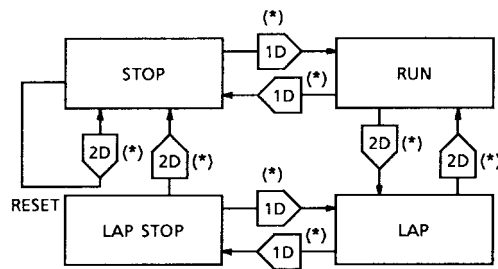 (*)
1D
STOP
RUN
(*)
1D
2D (*)
2D (*)
2D (*)
2D (*)
(*)
RESET
1D
LAP STOP
LAP
(*)
1D